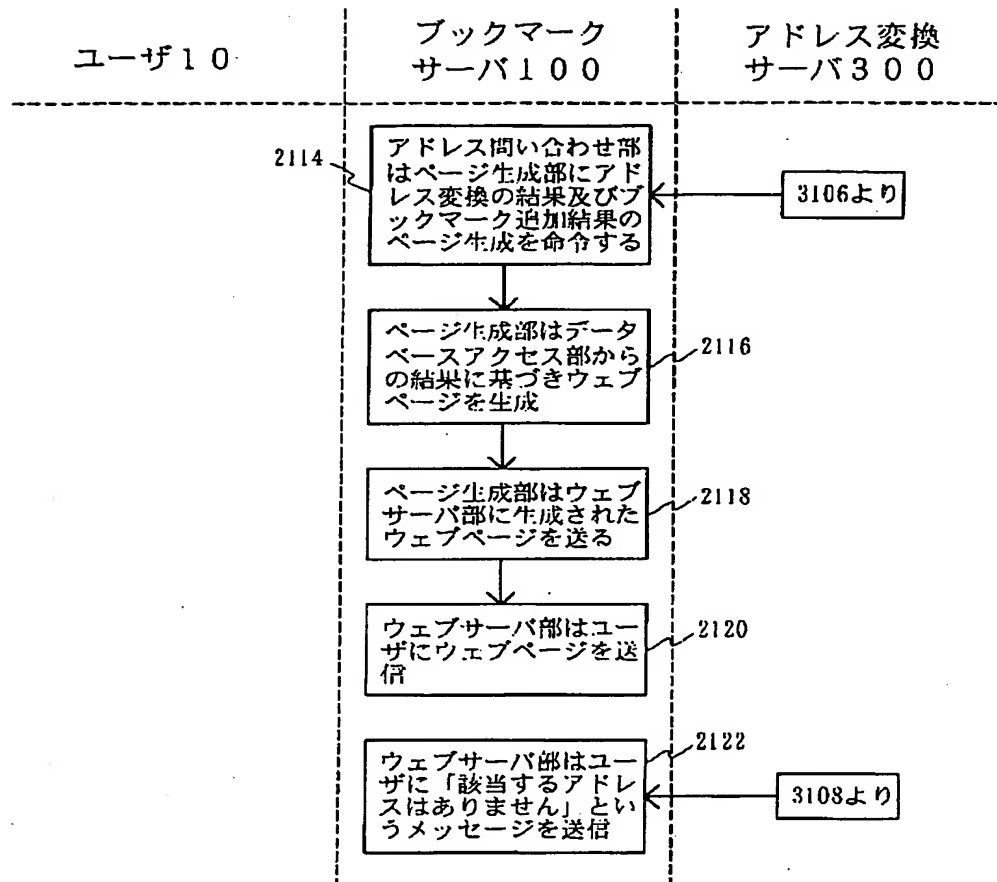 ユーザ10
ブックマーク
サーバ100
アドレス変換
サーバ300
2114
アドレス問い合わせ部
はページ生成部にアド
レス変換の結果及びブ
ックマーク追加結果の
ページ生成を命令する
3106より
ページ生成部はデータ
ベースアクセス部から
の結果に基づきウェブ
ページを生成
2116
ページ生成部はウェブ
サーバ部に生成された
ウェブページを送る
2118
ウェブサーバ部はユー
ザにウェブページを送
信
2120
2122
ウェブサーバ部はユー
ザに「該当するアドレ
スはありません」とい
うメッセージを送信
3108より